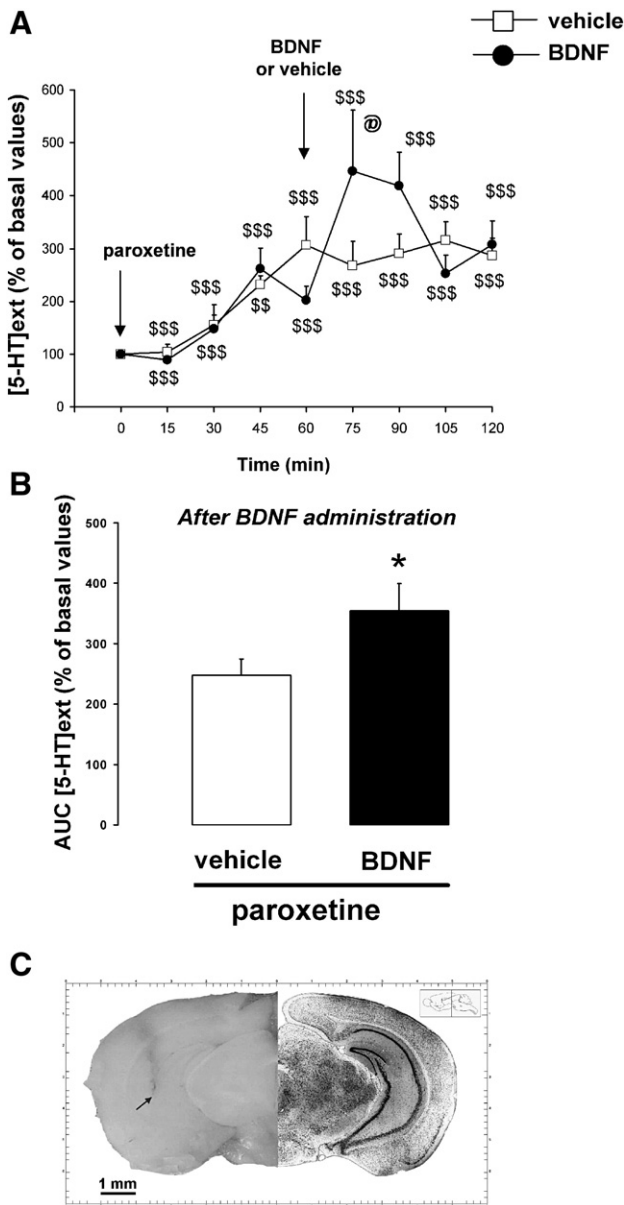 A
vehicle
BDNF
BDNF
or vehicle
paroxetine
[5-HT]ext (% of basal values)
600
500
400
300
200
100
0
$$$
@
$$$
$$$
$$$
$$$
$$$
$$$
$$$
$$
$$$
$$$
$$$
$$$
$$$
$$$
0 15 30 45 60 75 90 105 120
Time (min)
B
After BDNF administration
AUC [5-HT]ext (% of basal values)
500
400
300
200
100
0
*
vehicle BDNF
paroxetine
C
1 mm